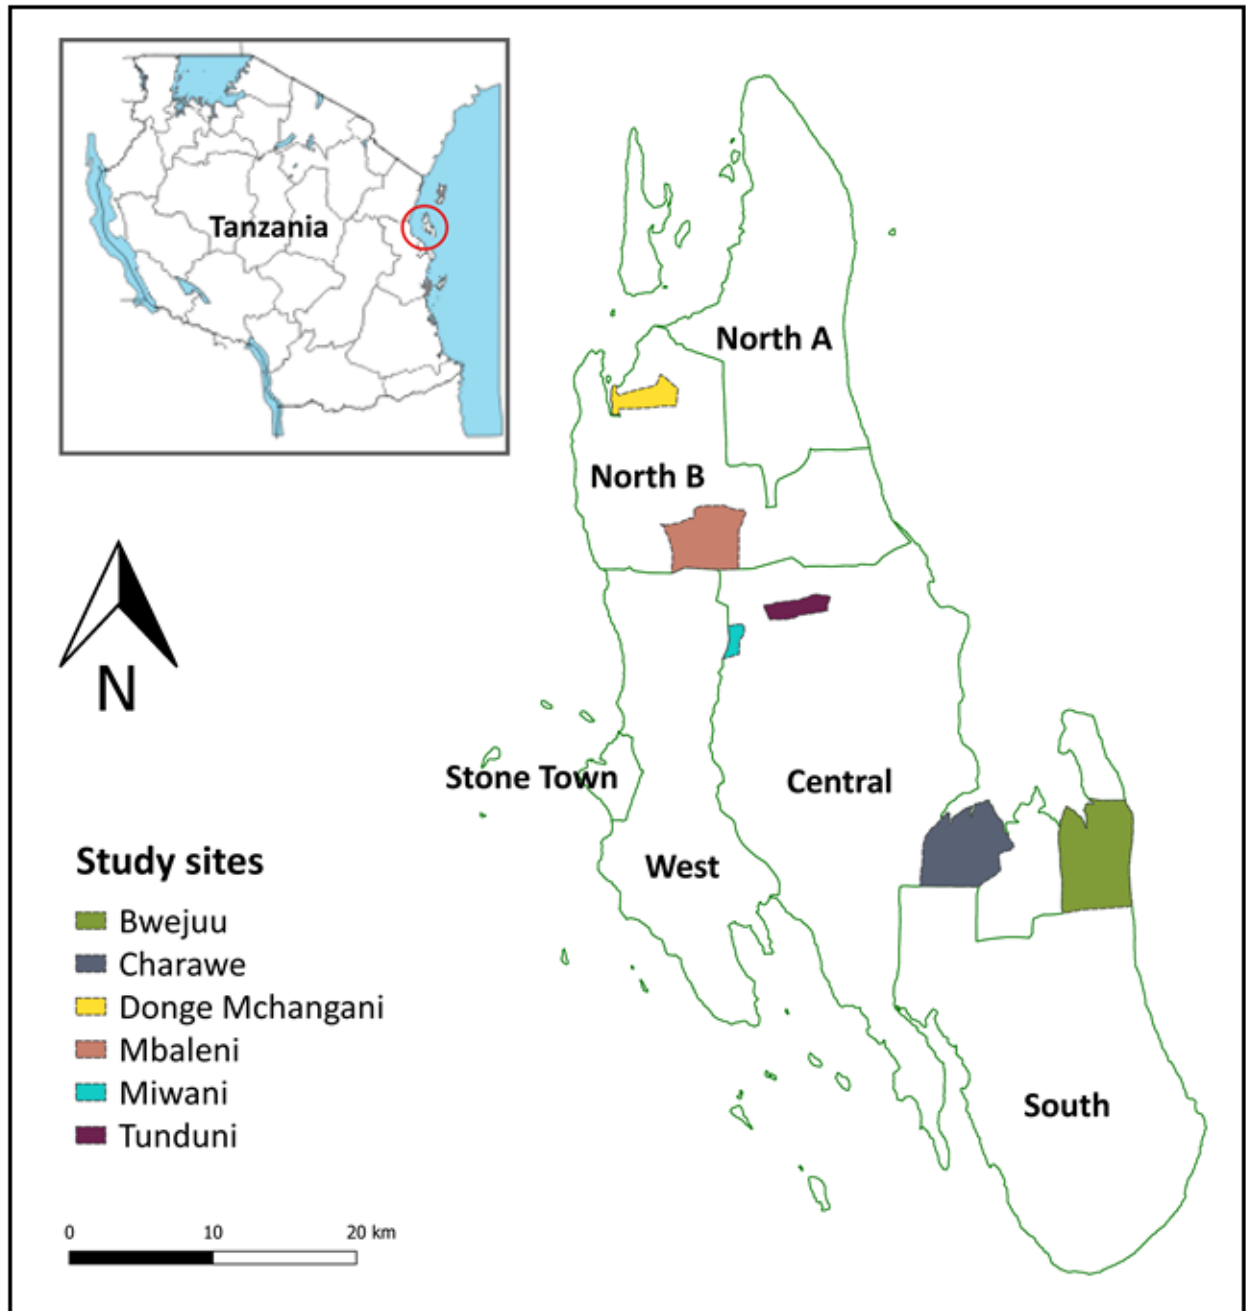 Tanzania
North A
North B
N
Stone Town
Central
West
South
Study sites
Bwejuu
Charawe
Donge Mchangani
Mbaleni
Miwani
Tunduni
0 10 20 km